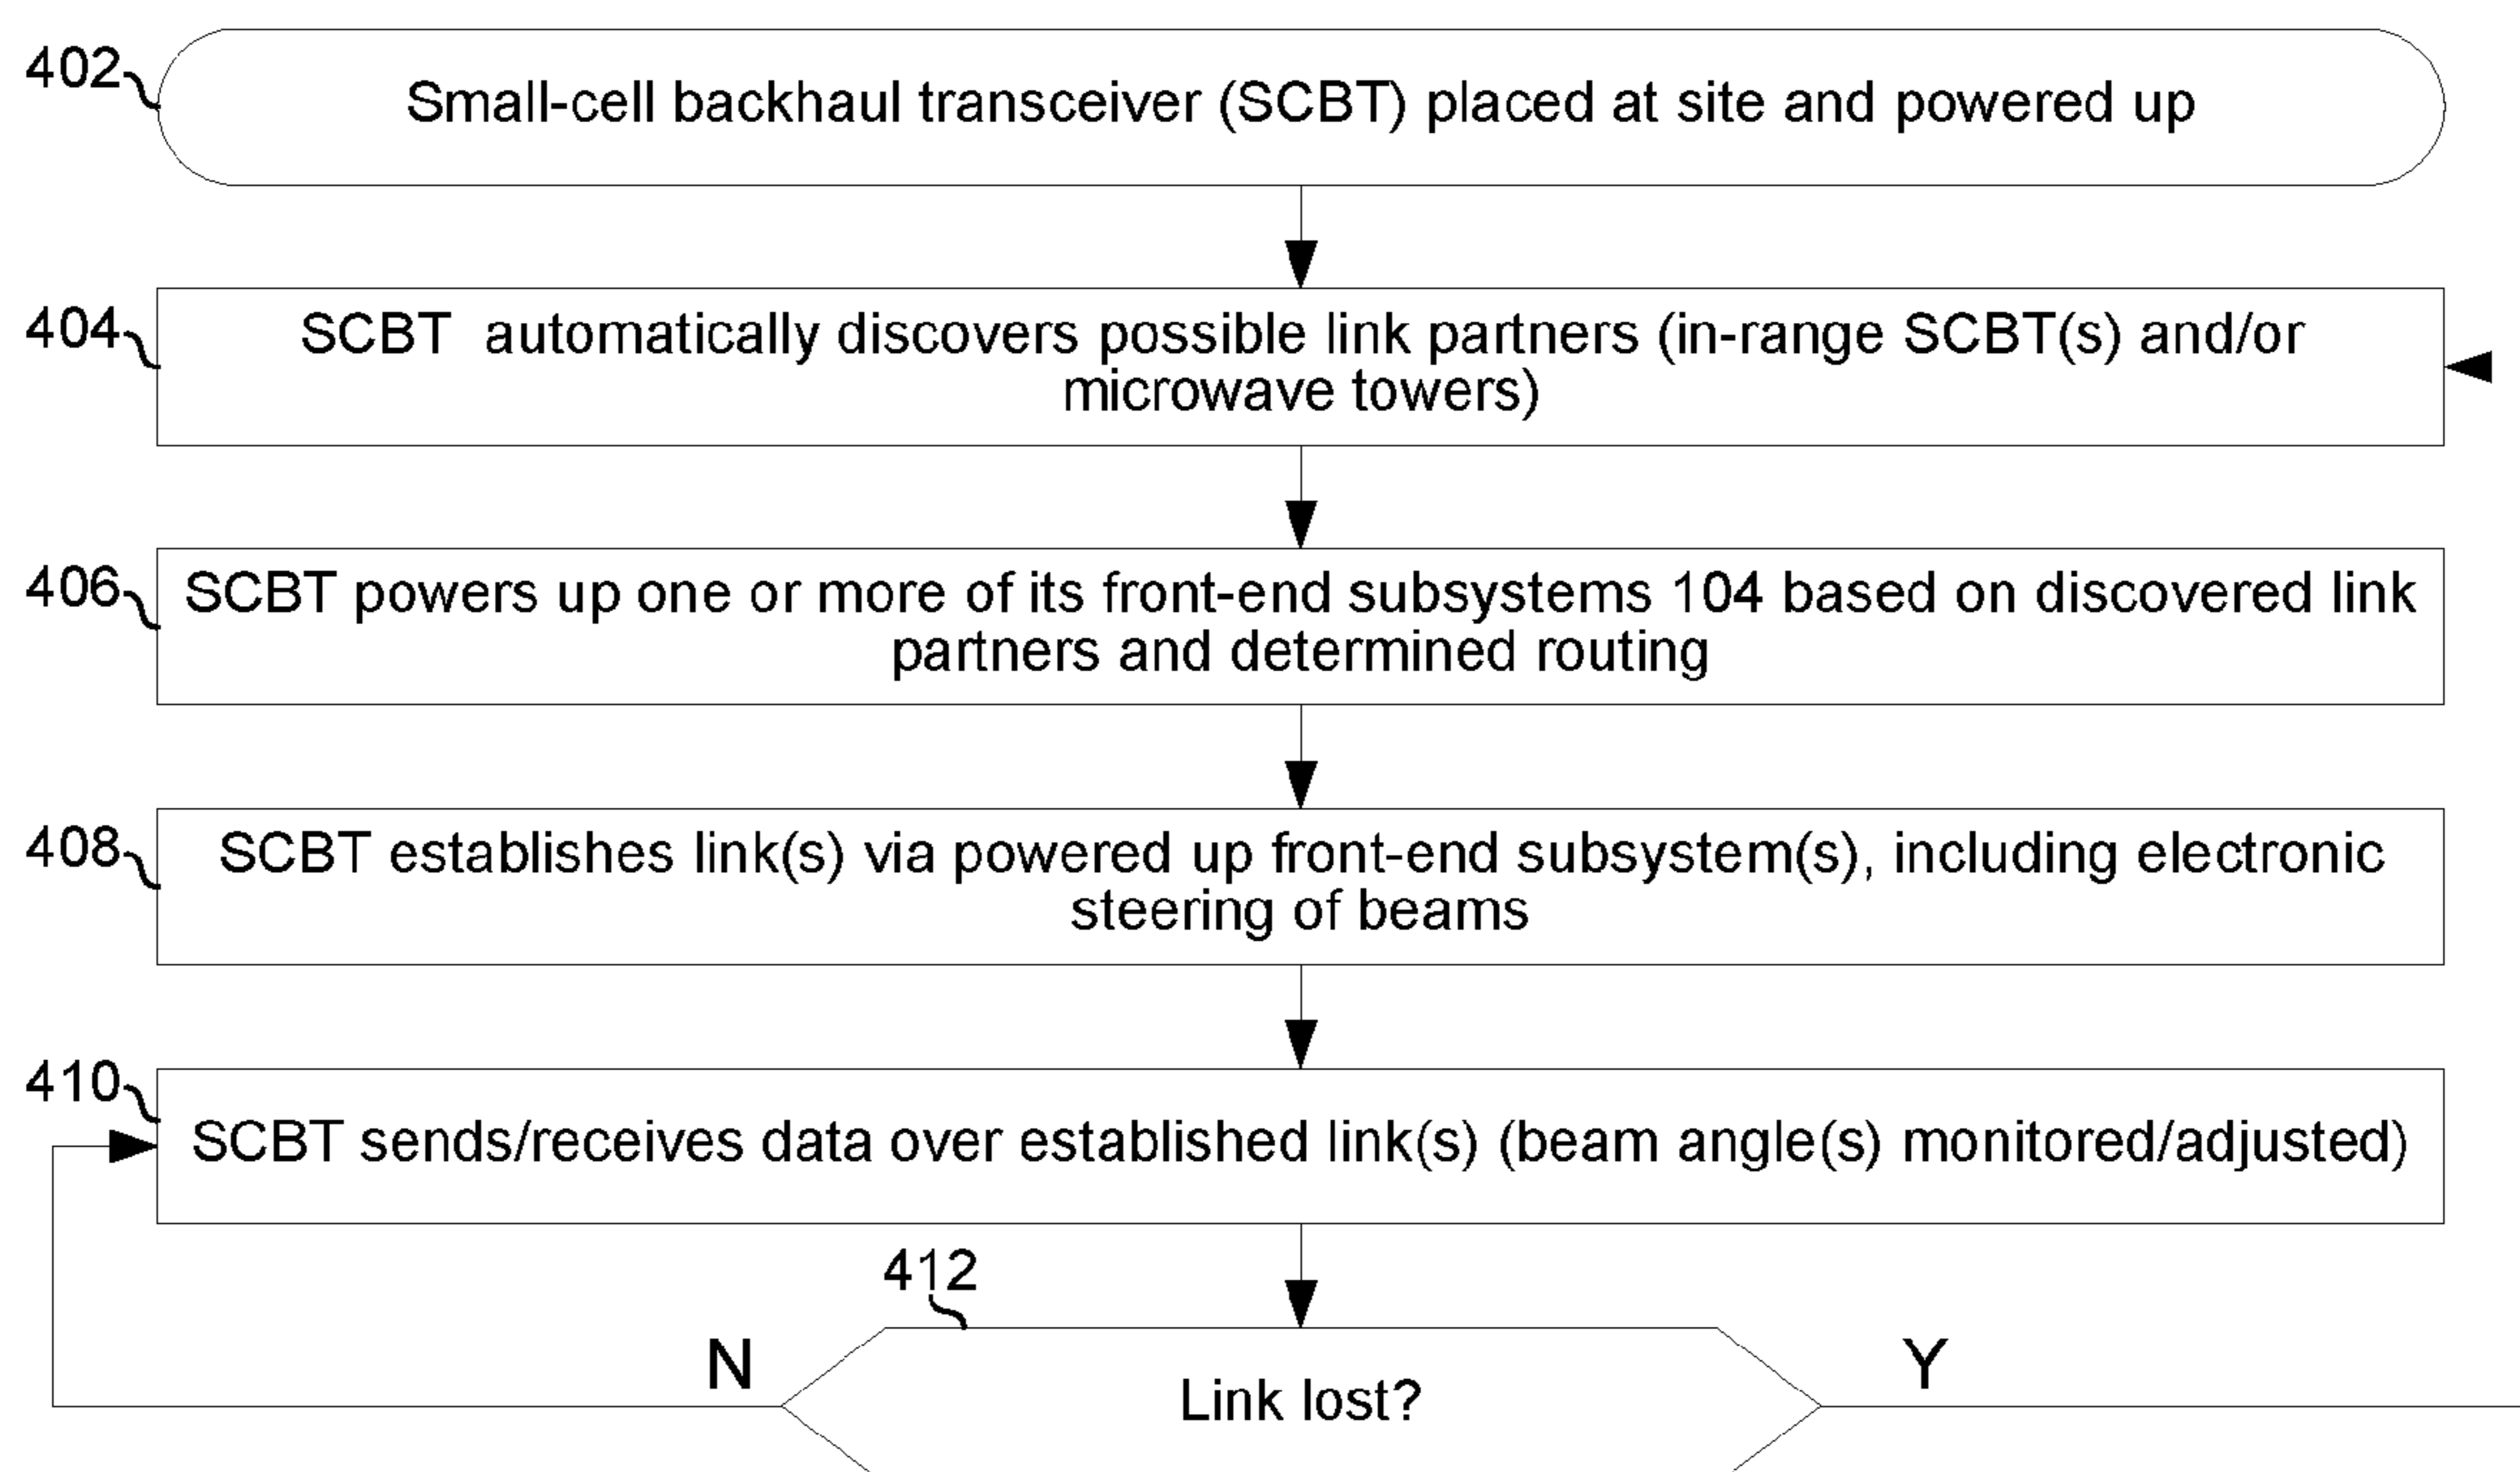 402
Small-cell backhaul transceiver (SCBT) placed at site and powered up
404
SCBT automatically discovers possible link partners (in-range SCBT(s) and/or
microwave towers)
406
SCBT powers up one or more of its front-end subsystems 104 based on discovered link
partners and determined routing
408
SCBT establishes link(s) via powered up front-end subsystem(s), including electronic
steering of beams
410
SCBT sends/receives data over established link(s) (beam angle(s) monitored/adjusted)
412
N
Link lost?
Y